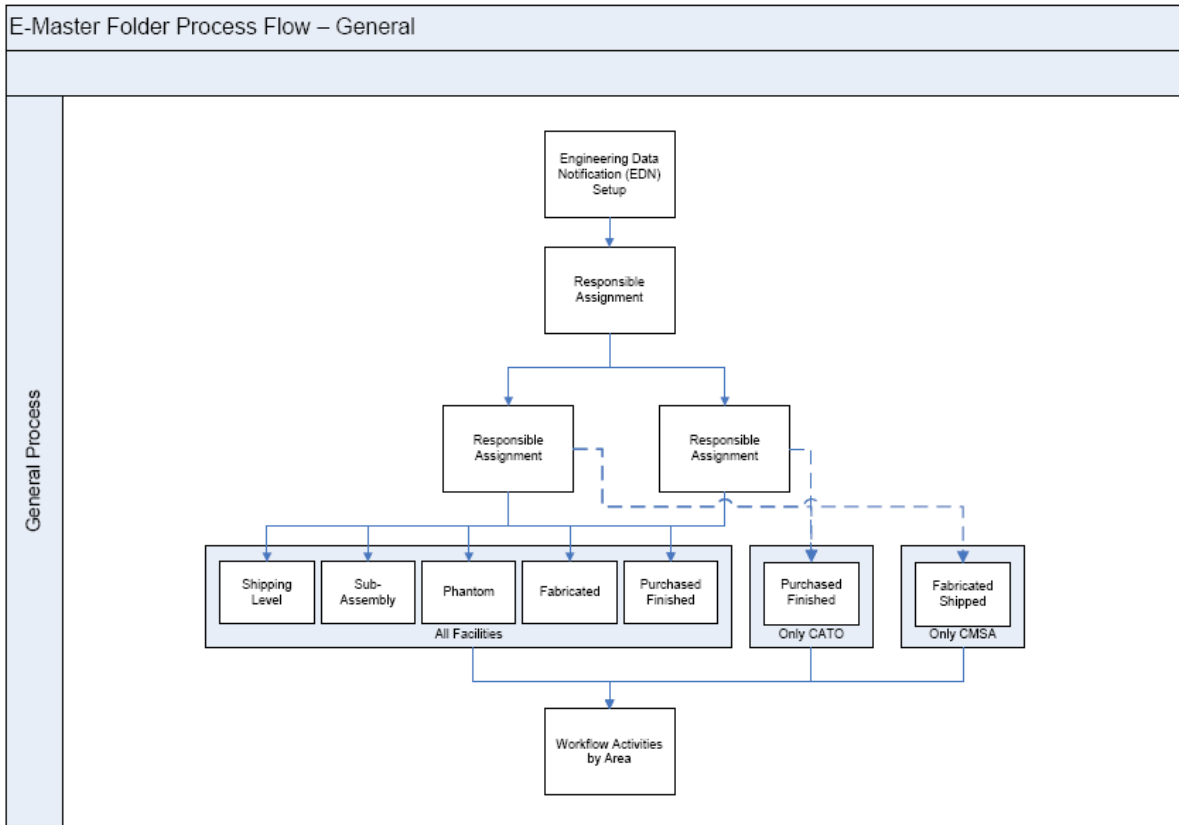 E-Master Folder Process Flow – General
General Process
Engineering Data
Notification (EDN)
Setup
Responsible
Assignment
Responsible
Assignment
Responsible
Assignment
Shipping
Level
Sub-
Assembly
Phantom
Fabricated
Purchased
Finished
All Facilities
Purchased
Finished
Only CATO
Fabricated
Shipped
Only CMSA
Workflow Activities
by Area